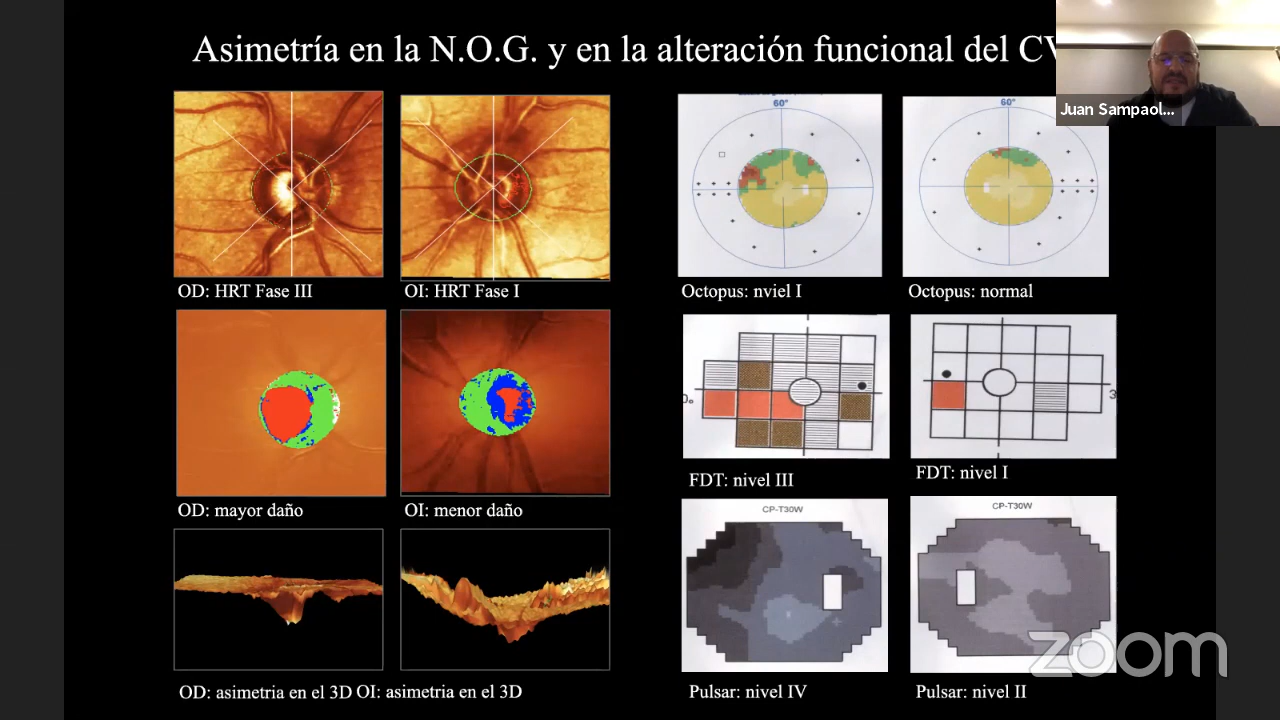 Asimetría en la N.O.G. y en la alteración funcional del CV
Juan Sampaol...
60°
60°
OD: HRT Fase III
OI: HRT Fase I
Octopus: nviel I
Octopus: normal
FDT: nivel III
FDT: nivel I
OD: mayor daño
OI: menor daño
CP-T30W
CP-T30W
OD: asimetria en el 3D OI: asimetria en el 3D
Pulsar: nivel IV
Pulsar: nivel II
zoom